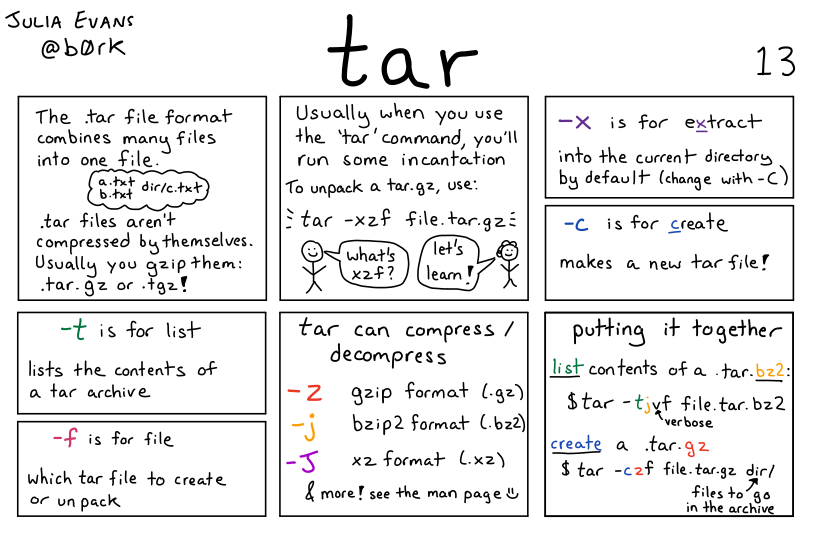 JULIA EVANS
@b0rk
tar
13
The .tar file format
combines many files
into one file.
a.txt dir/c.txt
b.txt
.tar files aren't
compressed by themselves.
Usually you gzip them:
.tar.gz or .tgz!
Usually when you use
the 'tar' command, you'll
run some incantation
To unpack a tar.gz, use:
tar -xzf file.tar.gz
what's
xzf?
let's
learn!
-x is for extract
into the current directory
by default (change with -C)
-c is for create
makes a new tar file!
-t is for list
lists the contents of
a tar archive
-f is for file
which tar file to create
or unpack
tar can compress /
decompress
-z gzip format (.gz)
-j bzip2 format (.bz2)
-J xz format (.xz)
& more! see the man page
putting it together
list contents of a .tar.bz2:
$ tar -tjvf file.tar.bz2
verbose
create a .tar.gz
$ tar -czf file.tar.gz dir/
files to go
in the archive